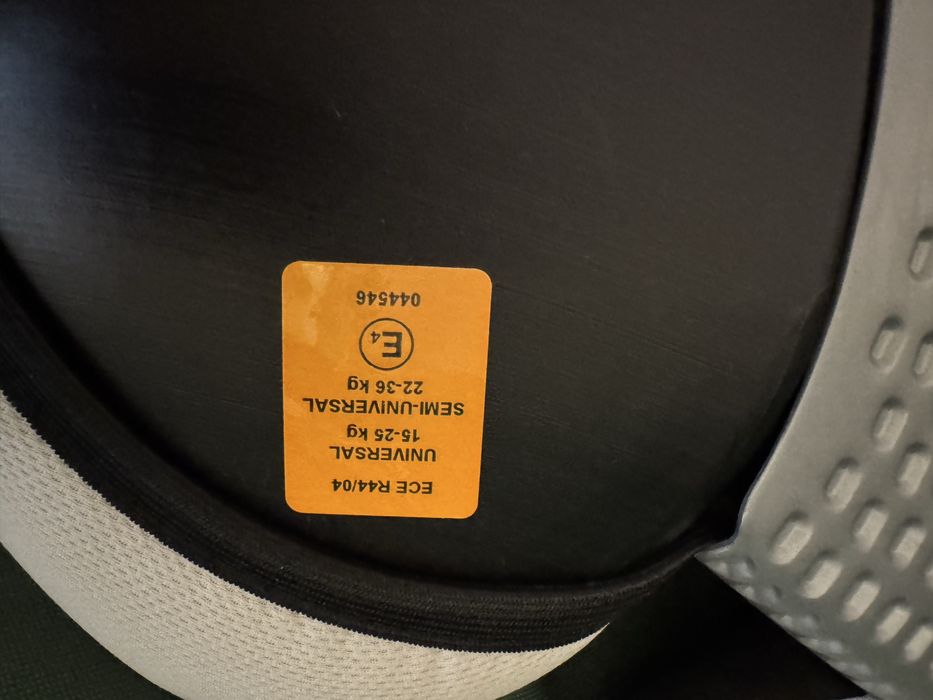 ECE R44/04
UNIVERSAL
15-25 kg
SEMI-UNIVERSAL
22-36 kg
E4
044546